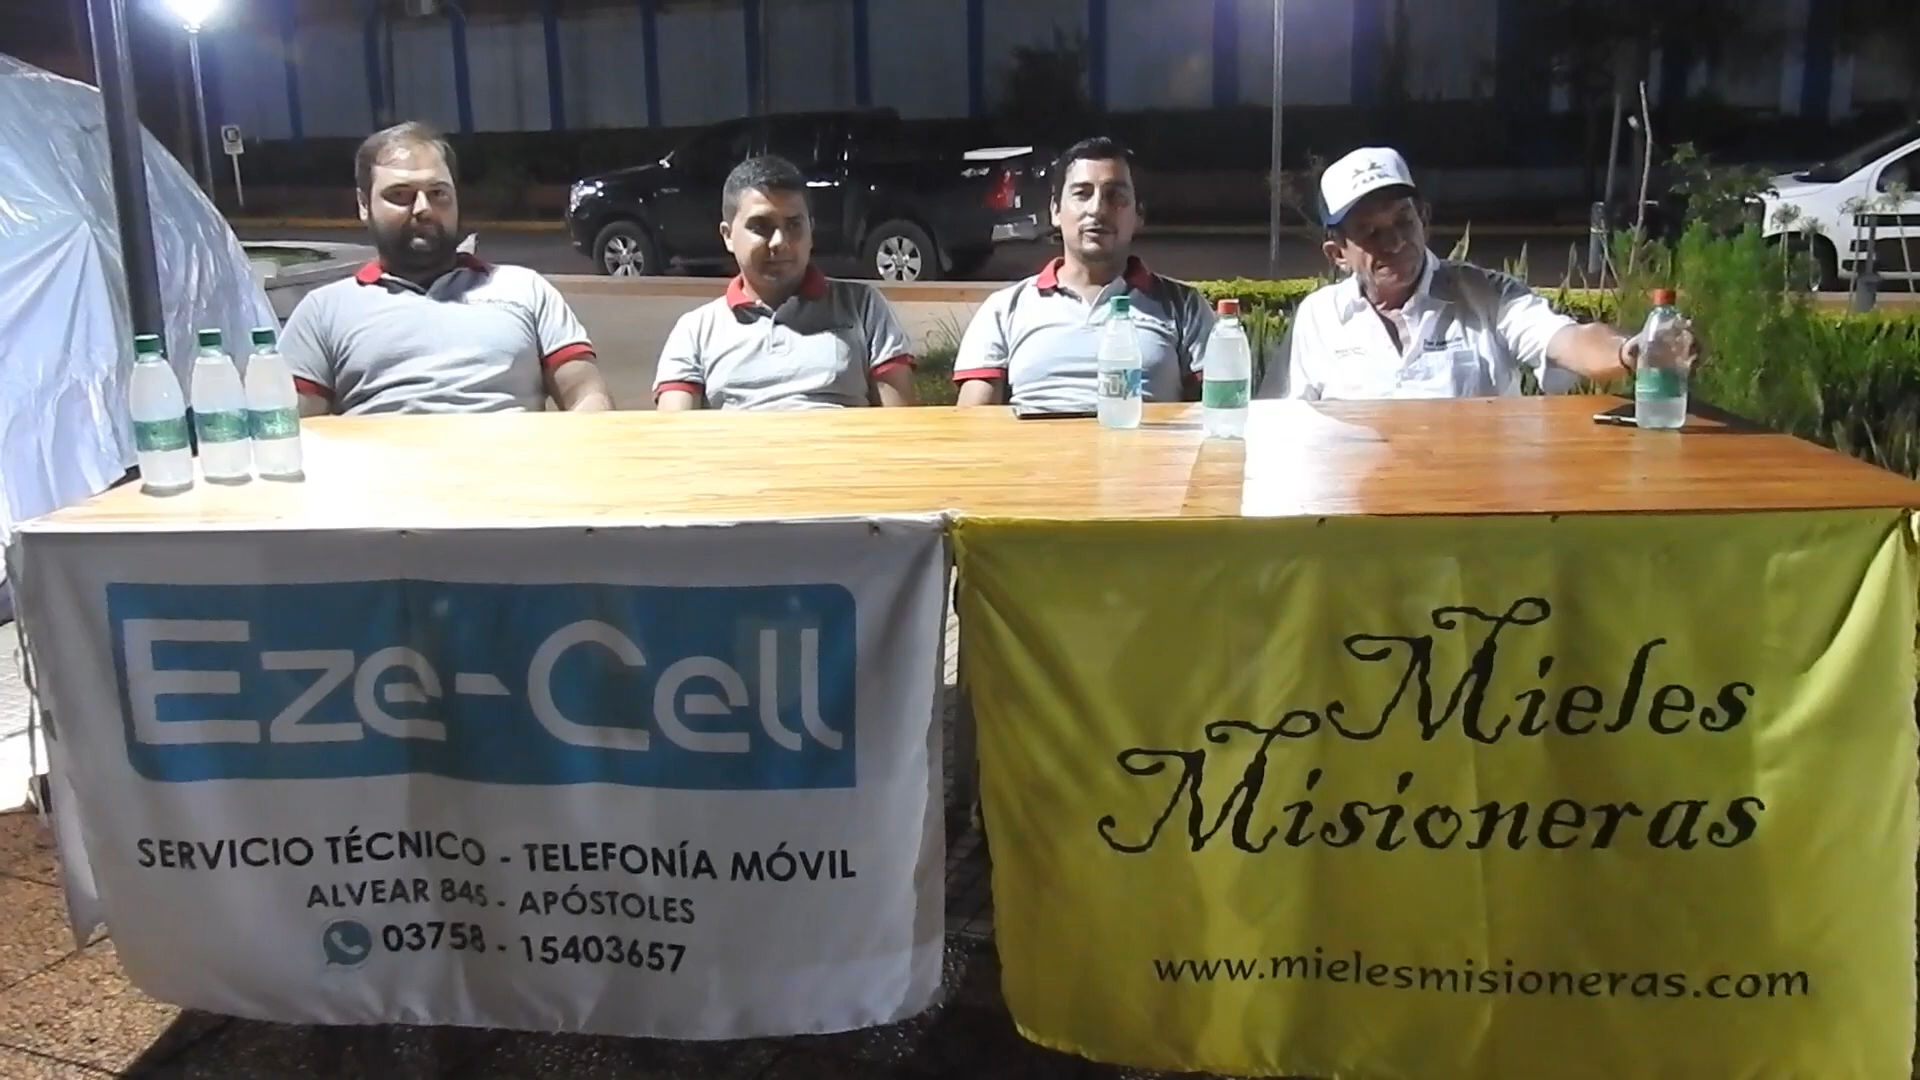 Eze-Cell
SERVICIO TÉCNICO - TELEFONÍA MÓVIL
ALVEAR 845 - APÓSTOLES
03758 - 15403657
Mieles
Misioneras
www.mielesmisioneras.com